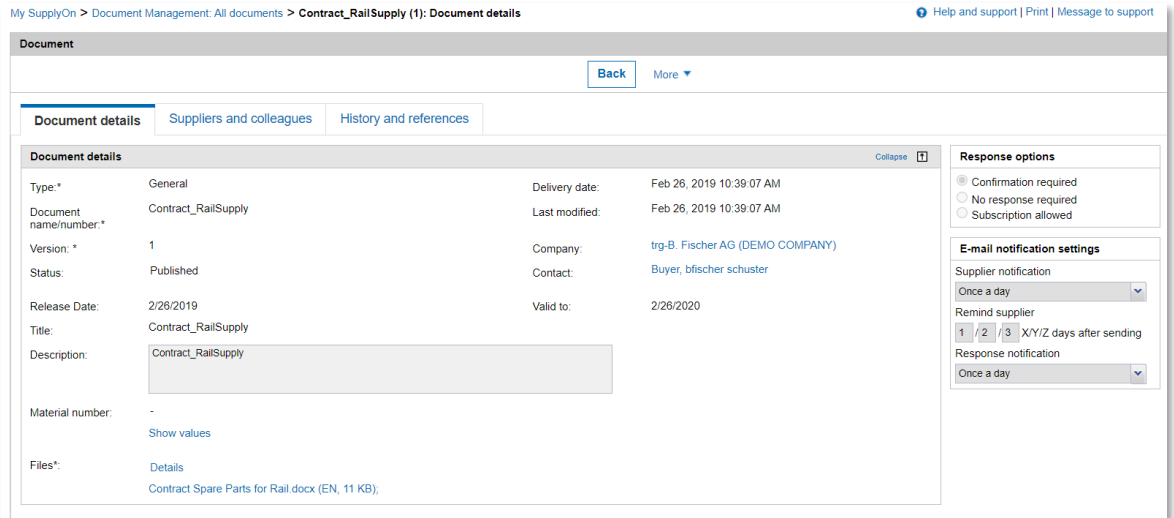 My SupplyOn > Document Management: All documents > Contract_RailSupply (1): Document details
Help and support | Print | Message to support
Document
Back More
Document details Suppliers and colleagues History and references
Document details Collapse
Type:* General Delivery date: Feb 26, 2019 10:39:07 AM
Document name/number:* Contract_RailSupply Last modified: Feb 26, 2019 10:39:07 AM
Version: * 1 Company: trg-B. Fischer AG (DEMO COMPANY)
Status: Published Contact: Buyer, bfischer schuster
Release Date: 2/26/2019 Valid to: 2/26/2020
Title: Contract_RailSupply
Description: Contract_RailSupply
Material number: -
Show values
Files*: Details
Contract Spare Parts for Rail.docx (EN, 11 KB);
Response options
Confirmation required
No response required
Subscription allowed
E-mail notification settings
Supplier notification
Once a day
Remind supplier
1 / 2 / 3 X/Y/Z days after sending
Response notification
Once a day